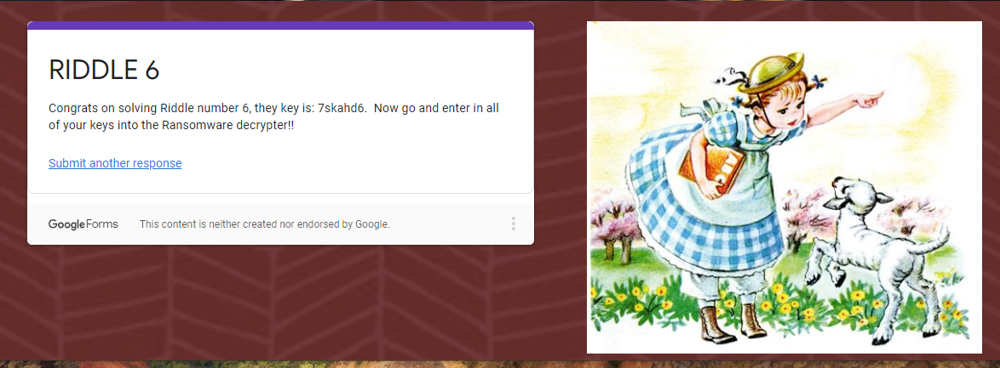 RIDDLE 6
Congrats on solving Riddle number 6, they key is: 7skahd6.  Now go and enter in all
of your keys into the Ransomware decrypter!!
Submit another response
Google Forms
This content is neither created nor endorsed by Google.